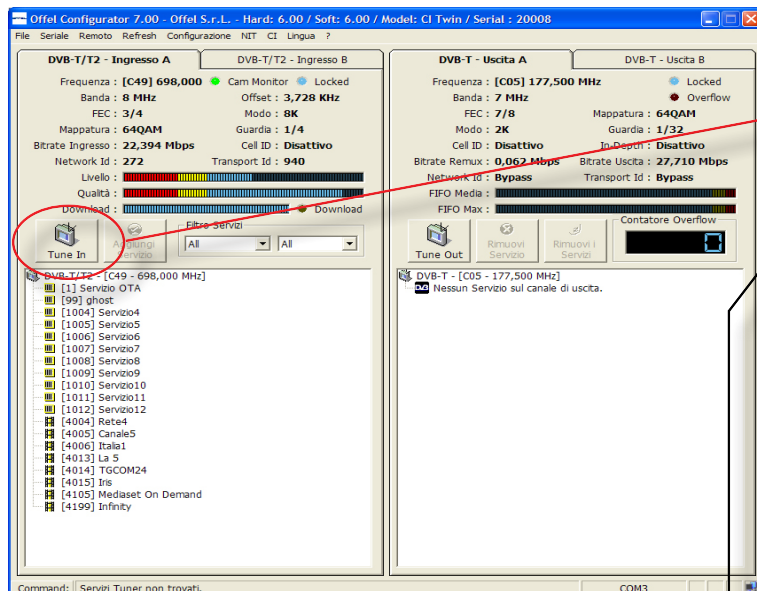 Offel Configurator 7.00 - Offel S.r.L. - Hard: 6.00 / Soft: 6.00 / Model: CI Twin / Serial : 20008
File Seriale Remoto Refresh Configurazione NIT CI Lingua ?
DVB-T/T2 - Ingresso A
DVB-T/T2 - Ingresso B
Frequenza : [C49] 698,000 Cam Monitor Locked
Banda : 8 MHz Offset : 3,728 KHz
FEC : 3/4 Modo : 8K
Mappatura : 64QAM Guardia : 1/4
Bitrate Ingresso : 22,394 Mbps Cell ID : Disattivo
Network Id : 272 Transport Id : 940
Livello :
Qualità :
Download : Download
Tune In
Aggiungi Servizio
Filtro Servizi
All All
DVB-T/T2 - [C49 - 698,000 MHz]
[1] Servizio OTA
[99] ghost
[1004] Servizio4
[1005] Servizio5
[1006] Servizio6
[1007] Servizio7
[1008] Servizio8
[1009] Servizio9
[1010] Servizio10
[1011] Servizio11
[1012] Servizio12
[4004] Rete4
[4005] Canale5
[4006] Italia1
[4013] La 5
[4014] TGCOM24
[4015] Iris
[4105] Mediaset On Demand
[4199] Infinity
DVB-T - Uscita A
DVB-T - Uscita B
Frequenza : [C05] 177,500 MHz Locked
Banda : 7 MHz Overflow
FEC : 7/8 Mappatura : 64QAM
Modo : 2K Guardia : 1/32
Cell ID : Disattivo In-Depth : Disattivo
Bitrate Remux : 0,062 Mbps Bitrate Uscita : 27,710 Mbps
Network Id : Bypass Transport Id : Bypass
FIFO Media :
FIFO Max :
Tune Out
Rimuovi Servizio
Rimuovi i Servizi
Contatore Overflow
0
DVB-T - [C05 - 177,500 MHz]
DVB Nessun Servizio sul canale di uscita.
Command: Servizi Tuner non trovati. COM3